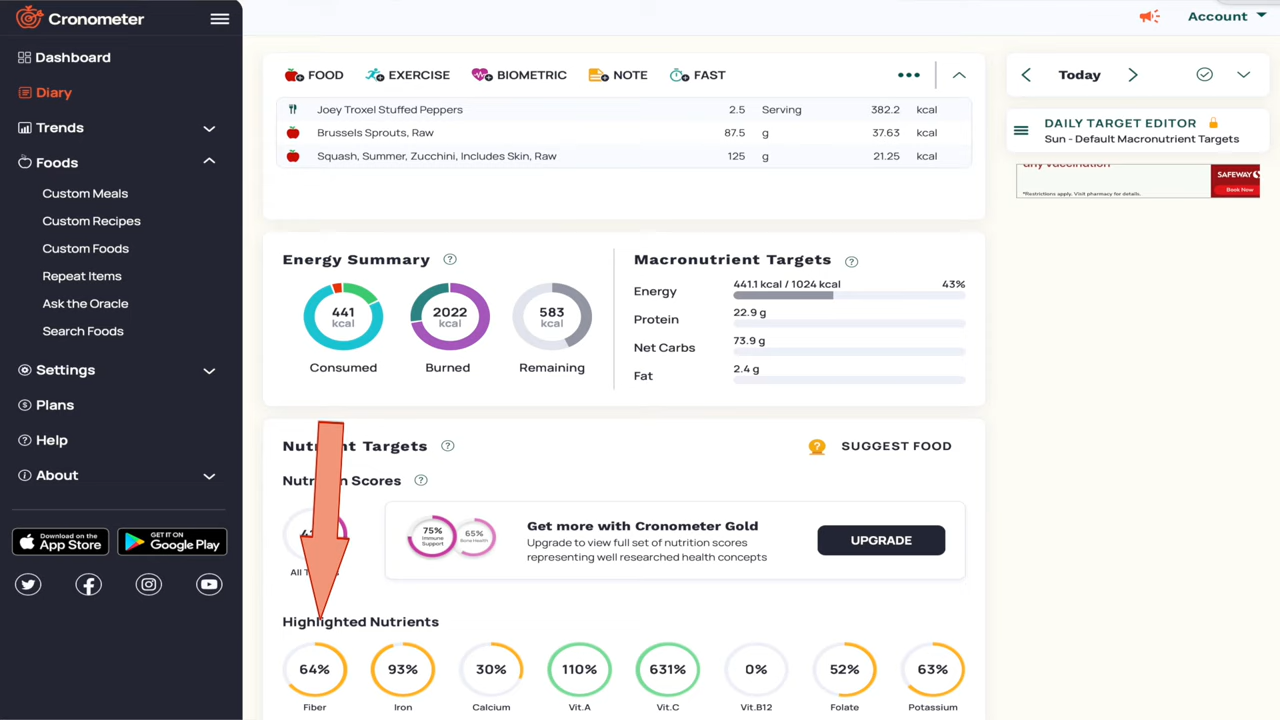 Cronometer
Dashboard
Diary
Trends
Foods
Custom Meals
Custom Recipes
Custom Foods
Repeat Items
Ask the Oracle
Search Foods
Settings
Plans
Help
About
Download on the App Store
GET IT ON Google Play
Account
FOOD EXERCISE BIOMETRIC NOTE FAST
Joey Troxel Stuffed Peppers 2.5 Serving 382.2 kcal
Brussels Sprouts, Raw 87.5 g 37.63 kcal
Squash, Summer, Zucchini, Includes Skin, Raw 125 g 21.25 kcal
Energy Summary ?
441 kcal
2022 kcal
583 kcal
Consumed Burned Remaining
Macronutrient Targets ?
Energy 441.1 kcal / 1024 kcal 43%
Protein 22.9 g
Net Carbs 73.9 g
Fat 2.4 g
Nutrient Targets ?
? SUGGEST FOOD
Nutrition Scores ?
All
75% Immune Support
65% Bone Health
Get more with Cronometer Gold
Upgrade to view full set of nutrition scores
representing well researched health concepts
UPGRADE
Highlighted Nutrients
64% 93% 30% 110% 631% 0% 52% 63%
Fiber Iron Calcium Vit.A Vit.C Vit.B12 Folate Potassium
Today
DAILY TARGET EDITOR
Sun - Default Macronutrient Targets
any vaccination
*Restrictions apply. Visit pharmacy for details.
SAFEWAY
Book Now